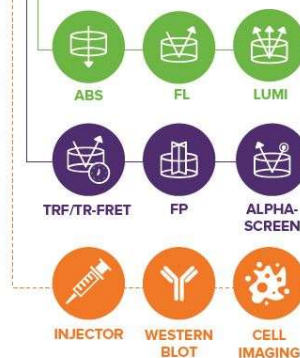 ABS FL LUMI
TRF/TR-FRET FP ALPHA-
SCREEN
INJECTOR WESTERN CELL
BLOT IMAGING